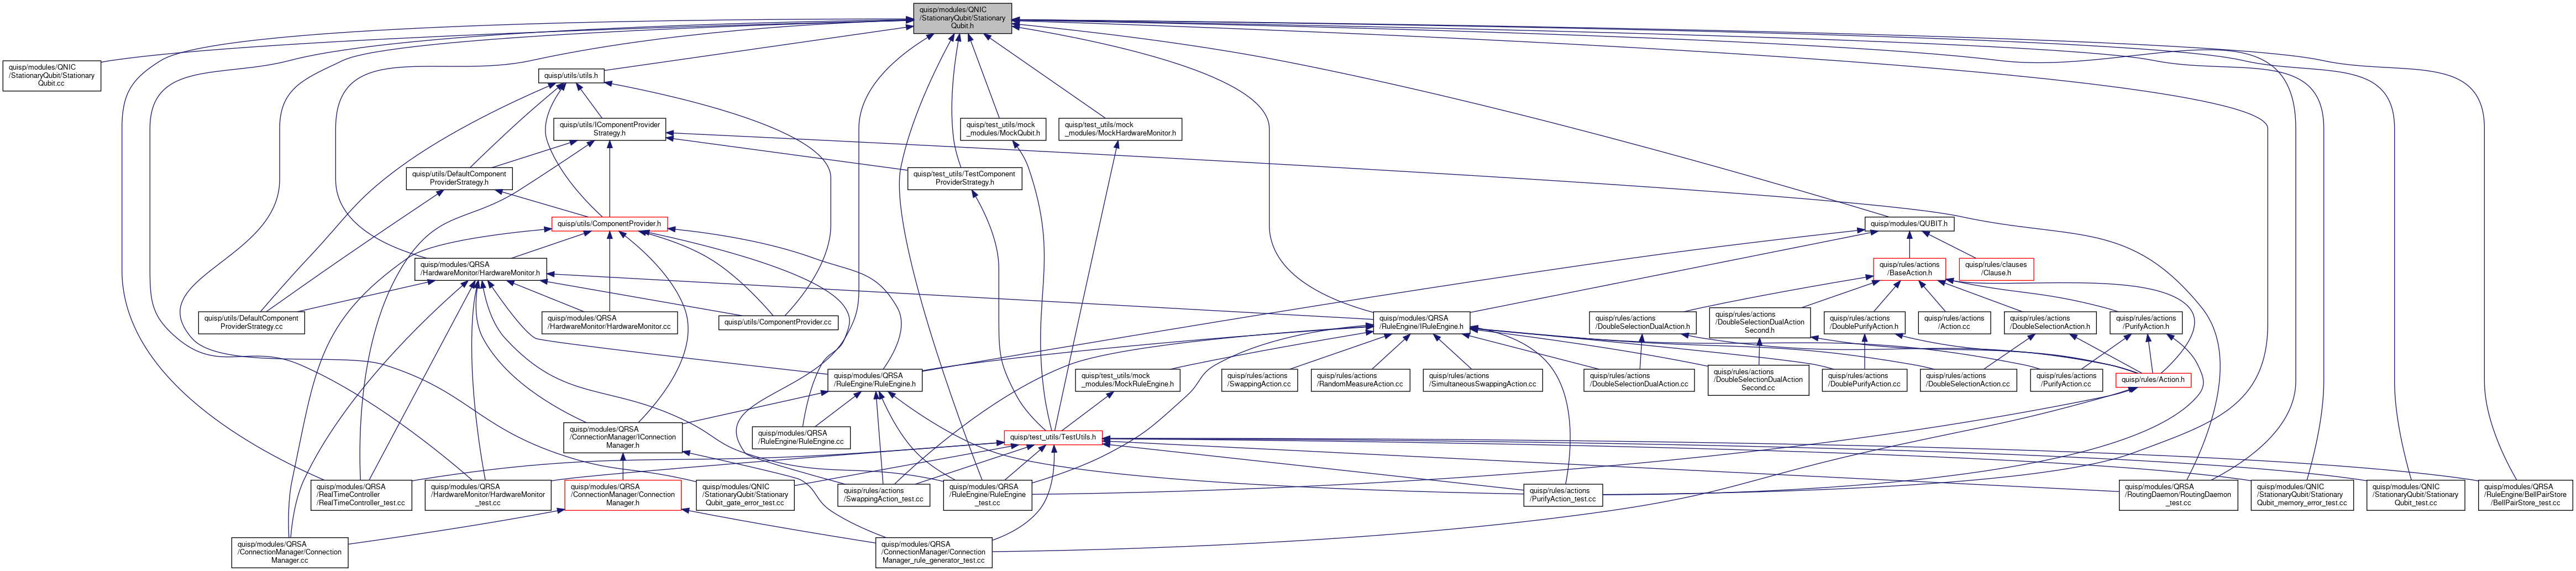 quisp/modules/QNIC
/StationaryQubit/Stationary
Qubit.h
quisp/modules/QNIC
/StationaryQubit/Stationary
Qubit.cc
quisp/utils/utils.h
quisp/utils/IComponentProvider
Strategy.h
quisp/test_utils/mock
_modules/MockQubit.h
quisp/test_utils/mock
_modules/MockHardwareMonitor.h
quisp/utils/DefaultComponent
ProviderStrategy.h
quisp/test_utils/TestComponent
ProviderStrategy.h
quisp/utils/ComponentProvider.h
quisp/modules/QUBIT.h
quisp/modules/QRSA
/HardwareMonitor/HardwareMonitor.h
quisp/rules/actions
/BaseAction.h
quisp/rules/clauses
/Clause.h
quisp/utils/DefaultComponent
ProviderStrategy.cc
quisp/modules/QRSA
/HardwareMonitor/HardwareMonitor.cc
quisp/utils/ComponentProvider.cc
quisp/modules/QRSA
/RuleEngine/IRuleEngine.h
quisp/rules/actions
/DoubleSelectionDualAction.h
quisp/rules/actions
/DoubleSelectionDualAction
Second.h
quisp/rules/actions
/DoublePurifyAction.h
quisp/rules/actions
/Action.cc
quisp/rules/actions
/DoubleSelectionAction.h
quisp/rules/actions
/PurifyAction.h
quisp/modules/QRSA
/RuleEngine/RuleEngine.h
quisp/test_utils/mock
_modules/MockRuleEngine.h
quisp/rules/actions
/SwappingAction.cc
quisp/rules/actions
/RandomMeasureAction.cc
quisp/rules/actions
/SimultaneousSwappingAction.cc
quisp/rules/actions
/DoubleSelectionDualAction.cc
quisp/rules/actions
/DoubleSelectionDualAction
Second.cc
quisp/rules/actions
/DoublePurifyAction.cc
quisp/rules/actions
/DoubleSelectionAction.cc
quisp/rules/actions
/PurifyAction.cc
quisp/rules/Action.h
quisp/modules/QRSA
/ConnectionManager/IConnection
Manager.h
quisp/modules/QRSA
/RuleEngine/RuleEngine.cc
quisp/test_utils/TestUtils.h
quisp/modules/QRSA
/RealTimeController
/RealTimeController_test.cc
quisp/modules/QRSA
/HardwareMonitor/HardwareMonitor
_test.cc
quisp/modules/QRSA
/ConnectionManager/Connection
Manager.h
quisp/modules/QNIC
/StationaryQubit/Stationary
Qubit_gate_error_test.cc
quisp/rules/actions
/SwappingAction_test.cc
quisp/modules/QRSA
/RuleEngine/RuleEngine
_test.cc
quisp/rules/actions
/PurifyAction_test.cc
quisp/modules/QRSA
/RoutingDaemon/RoutingDaemon
_test.cc
quisp/modules/QNIC
/StationaryQubit/Stationary
Qubit_memory_error_test.cc
quisp/modules/QNIC
/StationaryQubit/Stationary
Qubit_test.cc
quisp/modules/QRSA
/RuleEngine/BellPairStore
/BellPairStore_test.cc
quisp/modules/QRSA
/ConnectionManager/Connection
Manager.cc
quisp/modules/QRSA
/ConnectionManager/Connection
Manager_rule_generator_test.cc